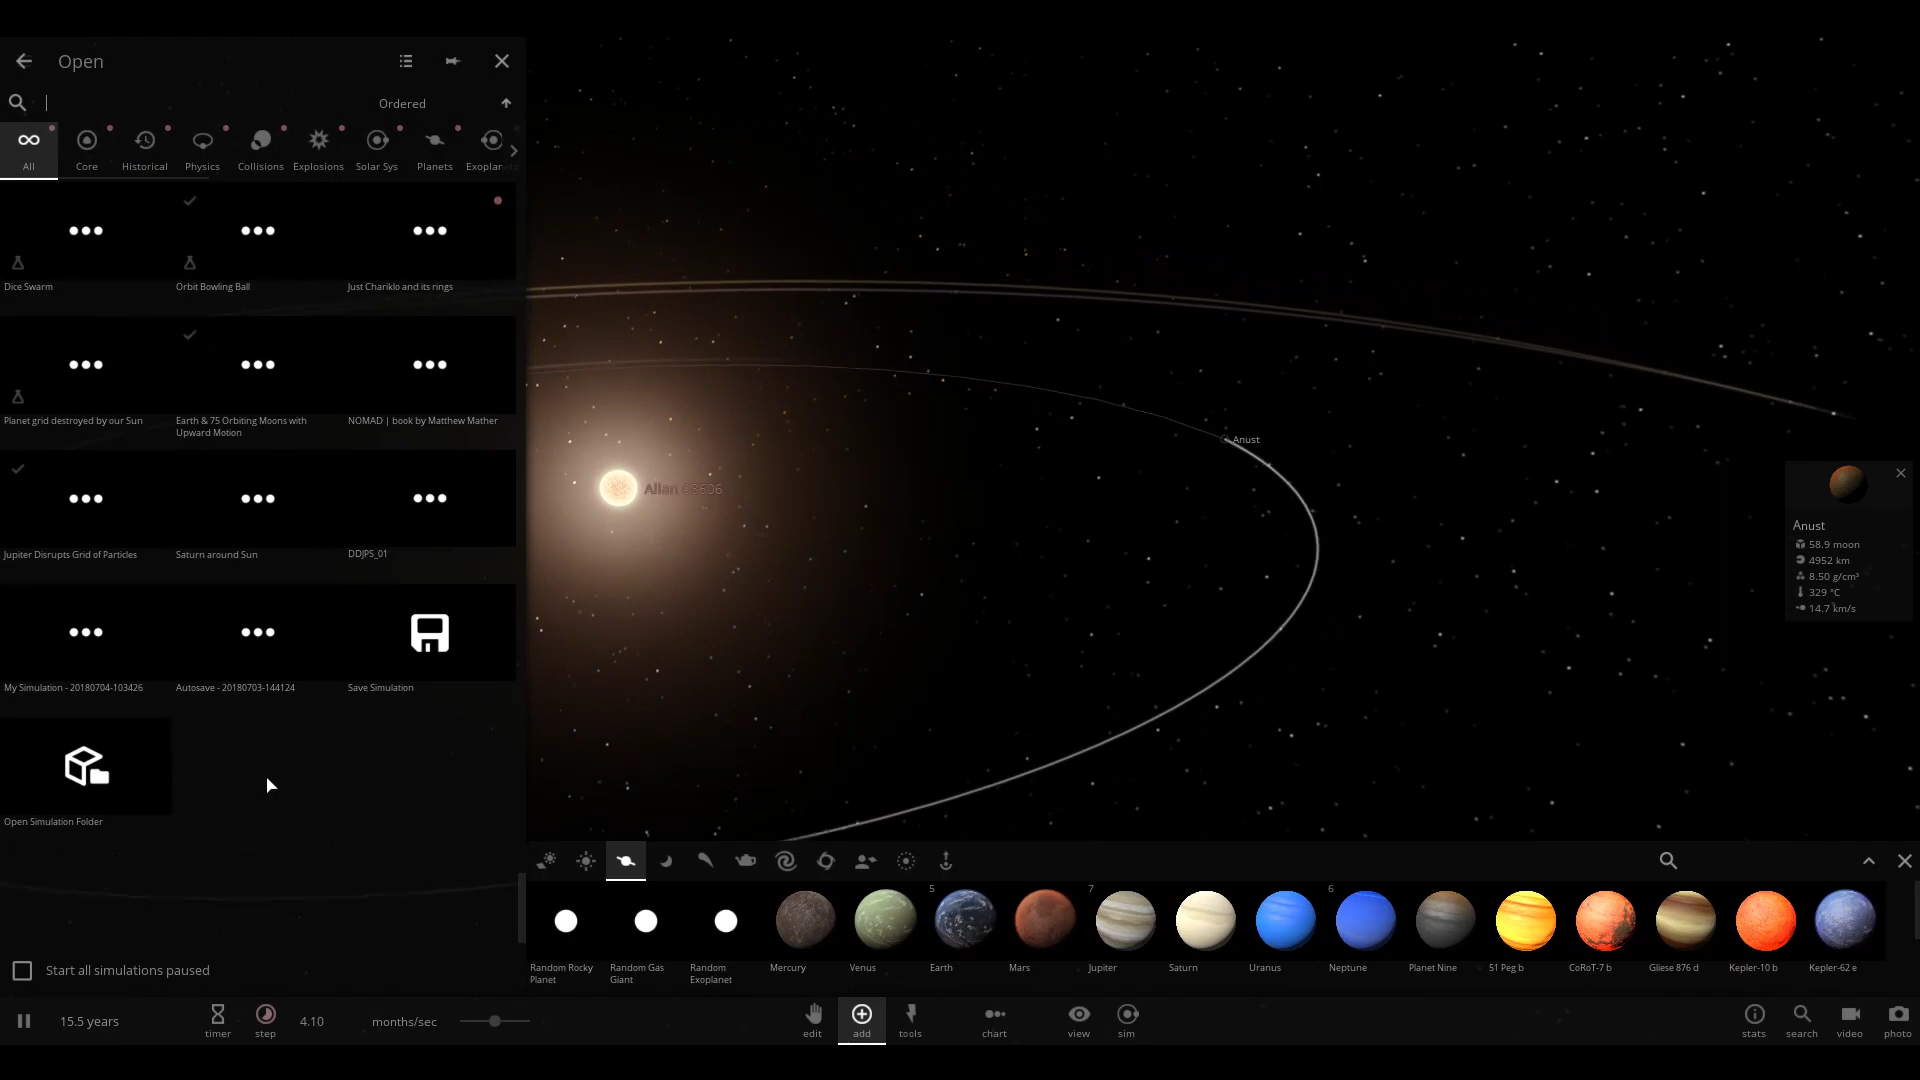 Open
Ordered
All
Core
Historical
Physics
Collisions
Explosions
Solar Sys
Planets
Exoplanets
Dice Swarm
Orbit Bowling Ball
Just Chariklo and its rings
Planet grid destroyed by our Sun
Earth & 75 Orbiting Moons with
Upward Motion
NOMAD | book by Matthew Mather
Jupiter Disrupts Grid of Particles
Saturn around Sun
DDJPS_01
My Simulation - 20180704-103426
Autosave - 20180703-144124
Save Simulation
Open Simulation Folder
Start all simulations paused
Anust
Anust
58.9 moon
4952 km
8.50 g/cm³
329 °C
14.7 km/s
5
7
6
Random Rocky
Planet
Random Gas
Giant
Random
Exoplanet
Mercury
Venus
Earth
Mars
Jupiter
Saturn
Uranus
Neptune
Planet Nine
51 Peg b
CoRoT-7 b
Gliese 876 d
Kepler-10 b
Kepler-62 e
15.5 years
timer
step
4.10
months/sec
edit
add
tools
chart
view
sim
stats
search
video
photo